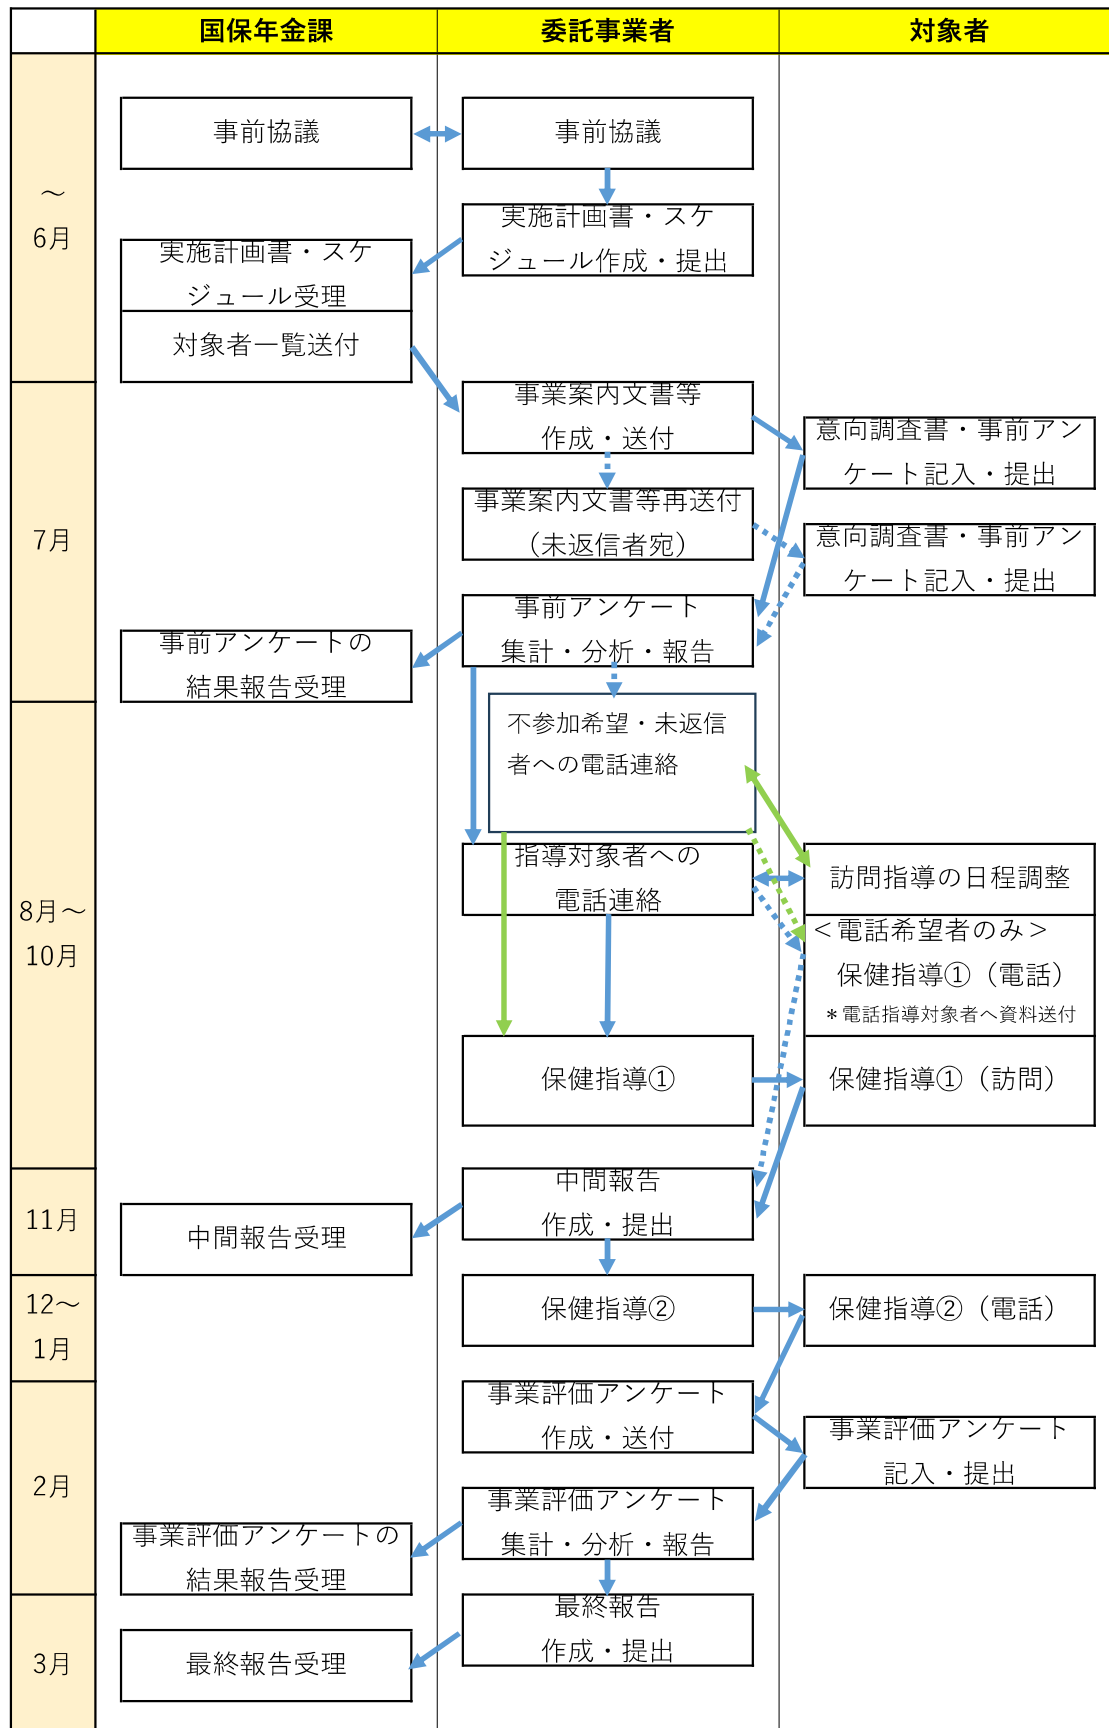 国保年金課
委託事業者
対象者
～
6月
事前協議
事前協議
実施計画書・スケ
ジュール作成・提出
実施計画書・スケ
ジュール受理
対象者一覧送付
7月
事業案内文書等
作成・送付
意向調査書・事前アン
ケート記入・提出
事業案内文書等再送付
（未返信者宛）
意向調査書・事前アン
ケート記入・提出
事前アンケート
集計・分析・報告
事前アンケートの
結果報告受理
8月～
10月
不参加希望・未返信
者への電話連絡
指導対象者への
電話連絡
訪問指導の日程調整
＜電話希望者のみ＞
保健指導①（電話）
＊電話指導対象者へ資料送付
保健指導①
保健指導①（訪問）
11月
中間報告
作成・提出
中間報告受理
12～
1月
保健指導②
保健指導②（電話）
2月
事業評価アンケート
作成・送付
事業評価アンケート
記入・提出
事業評価アンケート
集計・分析・報告
事業評価アンケートの
結果報告受理
3月
最終報告
作成・提出
最終報告受理